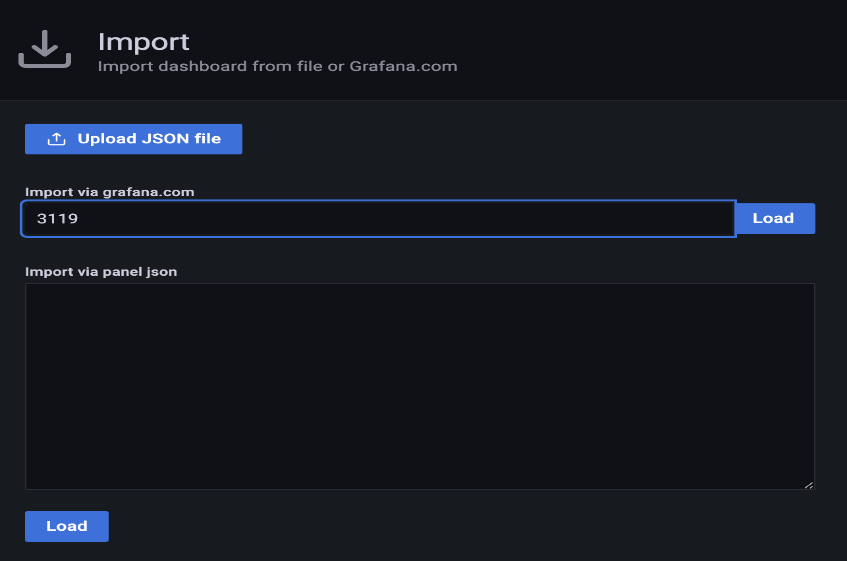 Import
Import dashboard from file or Grafana.com
Upload JSON file
Import via grafana.com
3119
Load
Import via panel json
Load